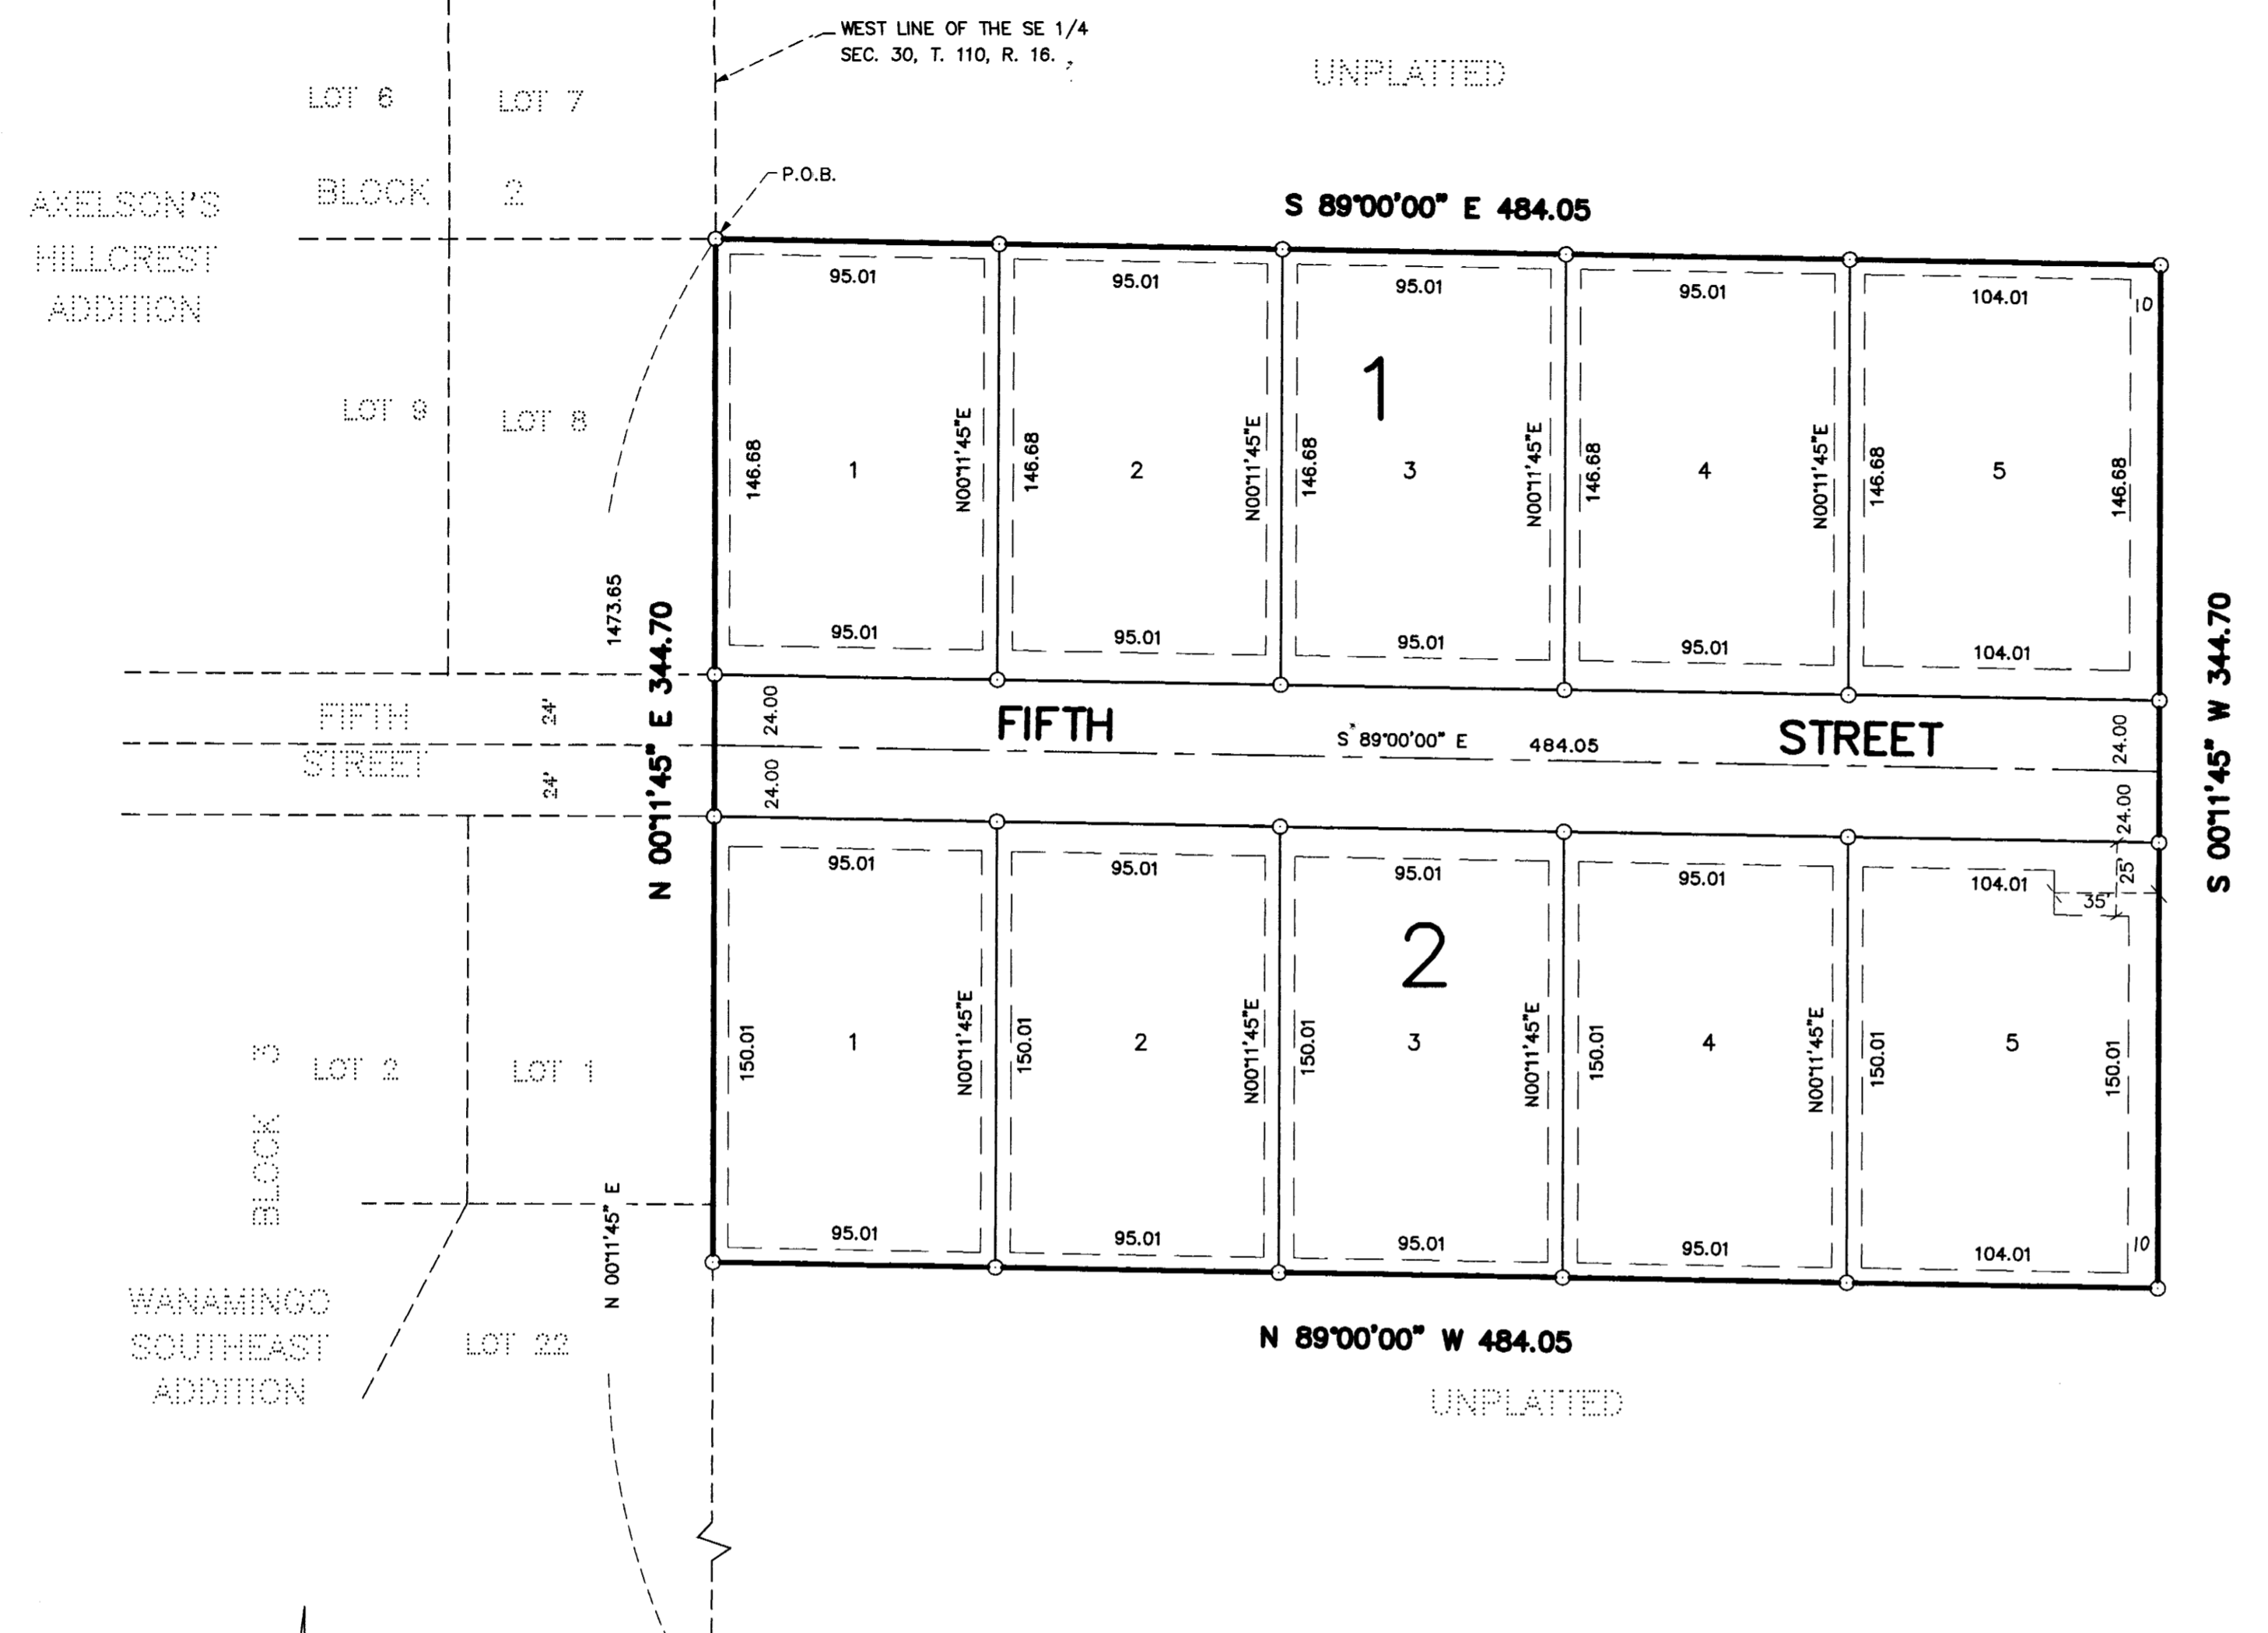 WEST LINE OF THE SE 1/4
SEC. 30, T. 110, R. 16.
UNPLATTED
LOT 6
LOT 7
BLOCK 2
P.O.B.
AXELSON'S
HILLCREST
ADDITION
S 89°00'00" E 484.05
95.01
95.01
95.01
95.01
104.01
10
1
LOT 9
LOT 8
146.68
1
N00°11'45"E
146.68
2
N00°11'45"E
146.68
3
N00°11'45"E
146.68
4
N00°11'45"E
146.68
5
146.68
1473.65
N 00°11'45" E 344.70
S 00°11'45" W 344.70
95.01
95.01
95.01
95.01
104.01
FIFTH
STREET
24'
24'
24.00
24.00
FIFTH STREET
S 89°00'00" E 484.05
24.00
24.00
95.01
95.01
95.01
95.01
104.01
25'
35'
2
BLOCK 3
LOT 2
LOT 1
150.01
1
N00°11'45"E
150.01
2
N00°11'45"E
150.01
3
N00°11'45"E
150.01
4
N00°11'45"E
150.01
5
150.01
N 00°11'45" E
95.01
95.01
95.01
95.01
104.01
10
WANAMINGO
SOUTHEAST
ADDITION
LOT 22
N 89°00'00" W 484.05
UNPLATTED